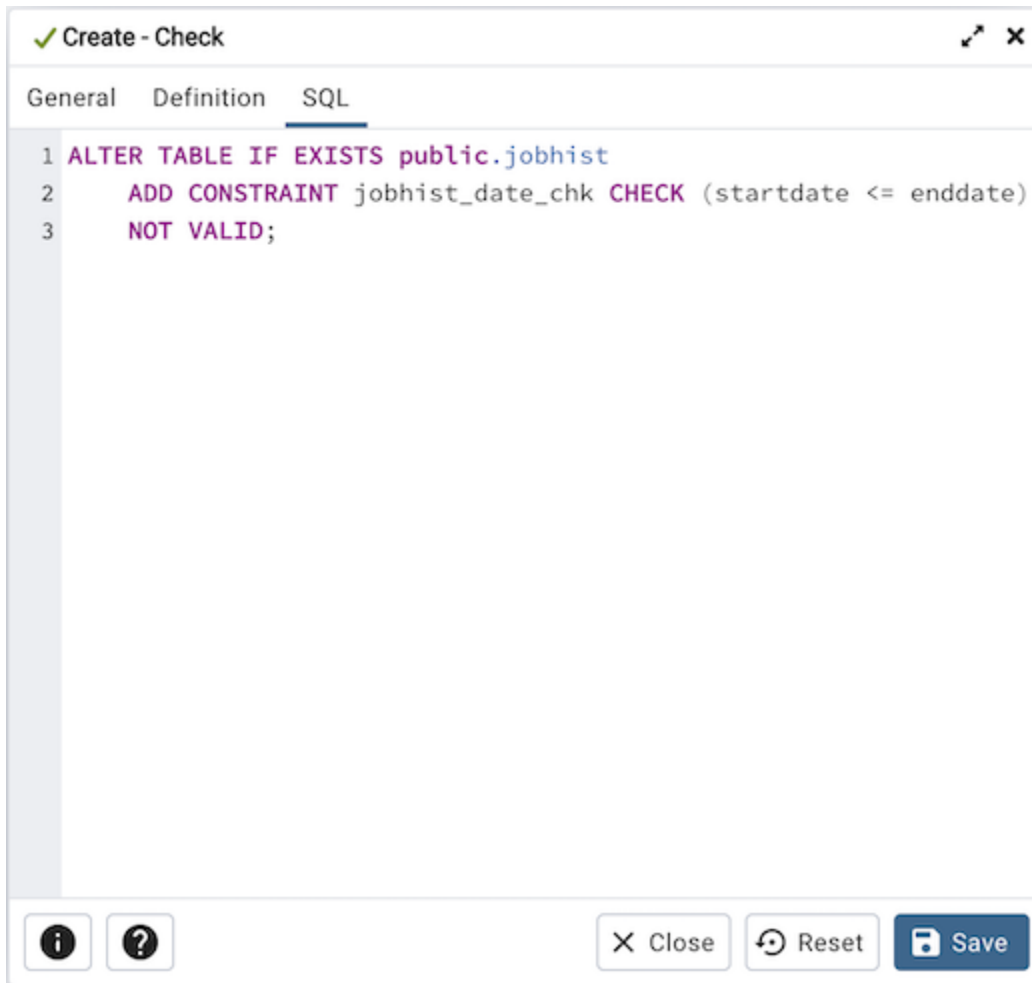 Create - Check
General Definition SQL
1 ALTER TABLE IF EXISTS public.jobhist
2     ADD CONSTRAINT jobhist_date_chk CHECK (startdate <= enddate)
3     NOT VALID;
Close Reset Save